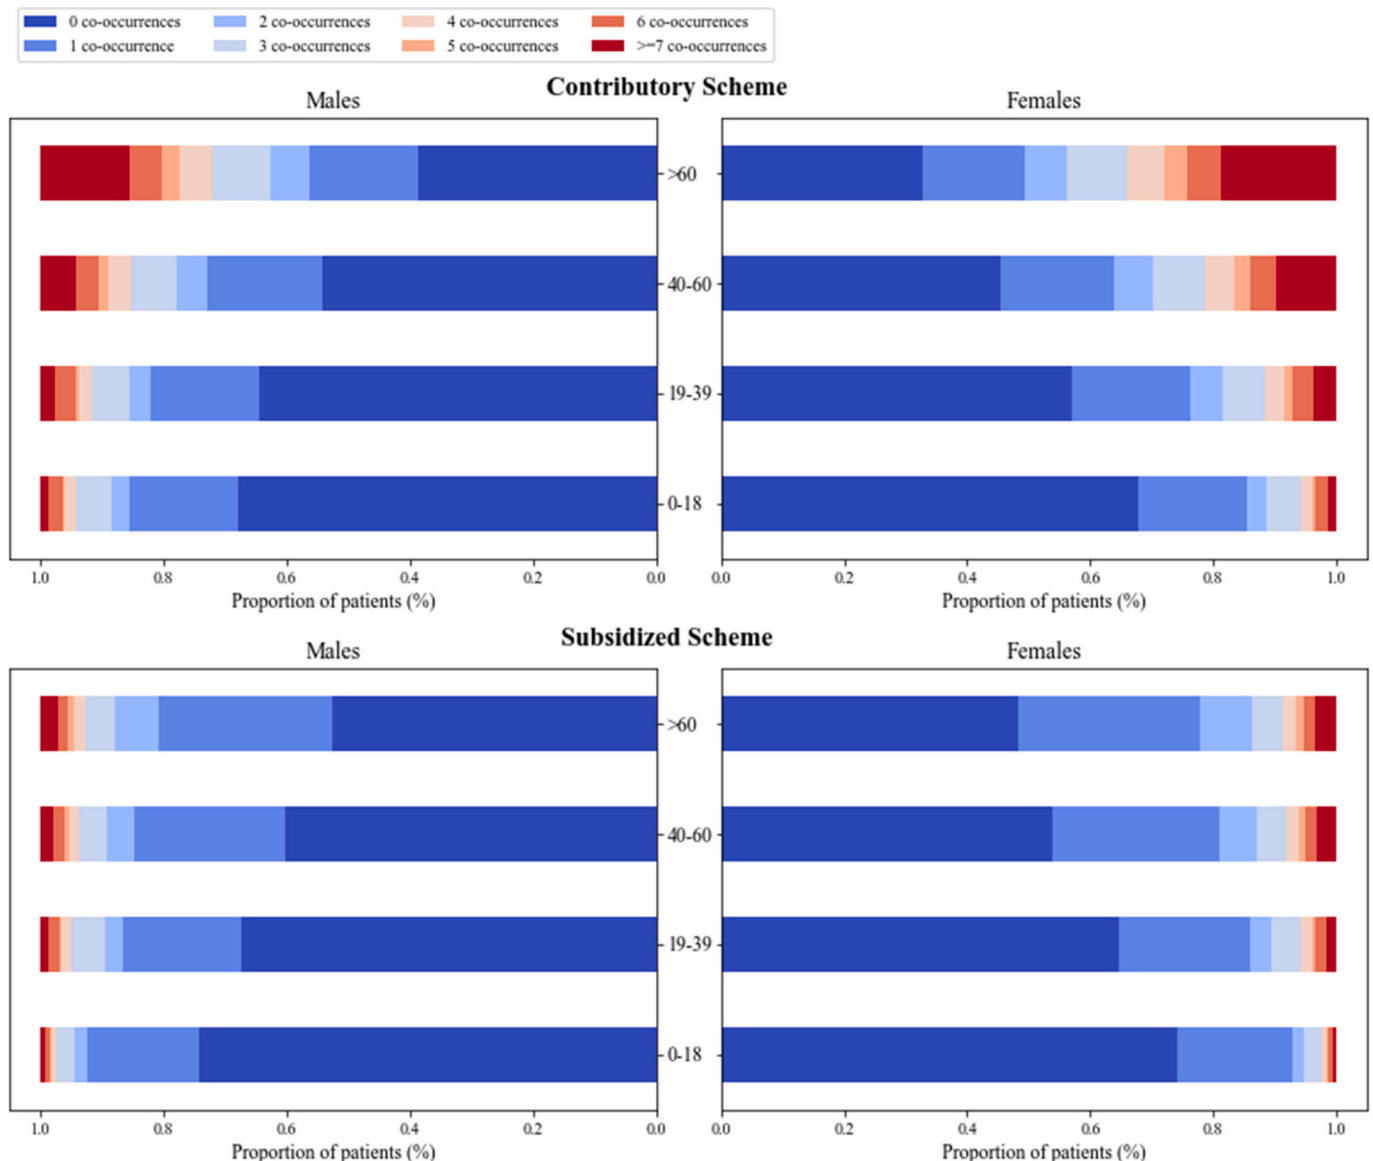 0 co-occurrences 2 co-occurrences 4 co-occurrences 6 co-occurrences
1 co-occurrence 3 co-occurrences 5 co-occurrences >=7 co-occurrences
Contributory Scheme
Males Females
>60
40-60
19-39
0-18
1.0 0.8 0.6 0.4 0.2 0.0 0.0 0.2 0.4 0.6 0.8 1.0
Proportion of patients (%) Proportion of patients (%)
Subsidized Scheme
Males Females
>60
40-60
19-39
0-18
1.0 0.8 0.6 0.4 0.2 0.0 0.0 0.2 0.4 0.6 0.8 1.0
Proportion of patients (%) Proportion of patients (%)